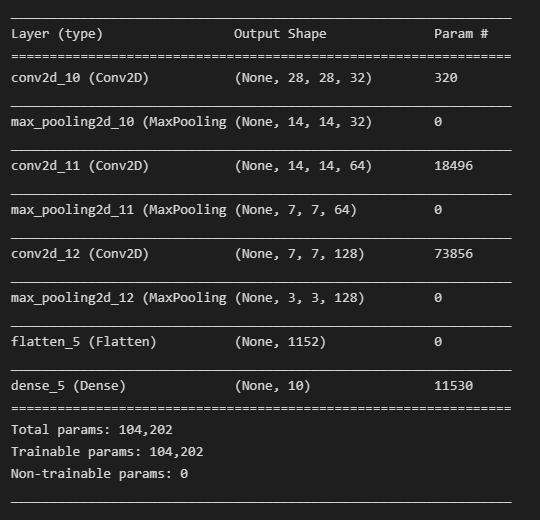 Layer (type) Output Shape Param #
conv2d_10 (Conv2D) (None, 28, 28, 32) 320
max_pooling2d_10 (MaxPooling (None, 14, 14, 32) 0
conv2d_11 (Conv2D) (None, 14, 14, 64) 18496
max_pooling2d_11 (MaxPooling (None, 7, 7, 64) 0
conv2d_12 (Conv2D) (None, 7, 7, 128) 73856
max_pooling2d_12 (MaxPooling (None, 3, 3, 128) 0
flatten_5 (Flatten) (None, 1152) 0
dense_5 (Dense) (None, 10) 11530
Total params: 104,202
Trainable params: 104,202
Non-trainable params: 0